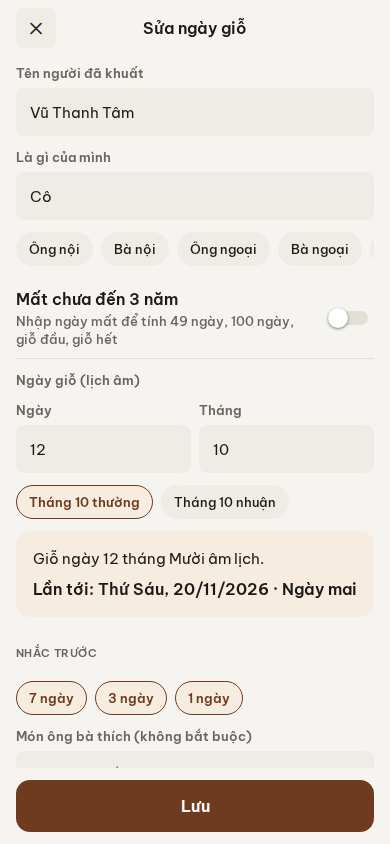 Sửa ngày giỗ
Tên người đã khuất
Vũ Thanh Tâm
Là gì của mình
Cô
Ông nội
Bà nội
Ông ngoại
Bà ngoại
Mất chưa đến 3 năm
Nhập ngày mất để tính 49 ngày, 100 ngày,
giỗ đầu, giỗ hết
Ngày giỗ (lịch âm)
Ngày
Tháng
12
10
Tháng 10 thường
Tháng 10 nhuận
Giỗ ngày 12 tháng Mười âm lịch.
Lần tới: Thứ Sáu, 20/11/2026 · Ngày mai
NHẮC TRƯỚC
7 ngày
3 ngày
1 ngày
Món ông bà thích (không bắt buộc)
Lưu